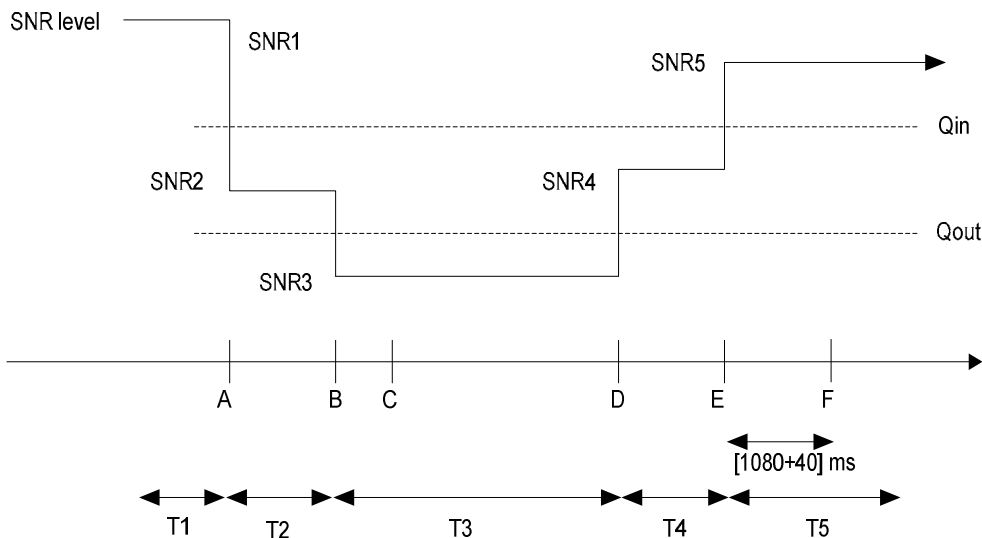 SNR level
SNR1
SNR5
Qin
SNR2
SNR4
Qout
SNR3
A B C D E F
[1080+40] ms
T1 T2 T3 T4 T5